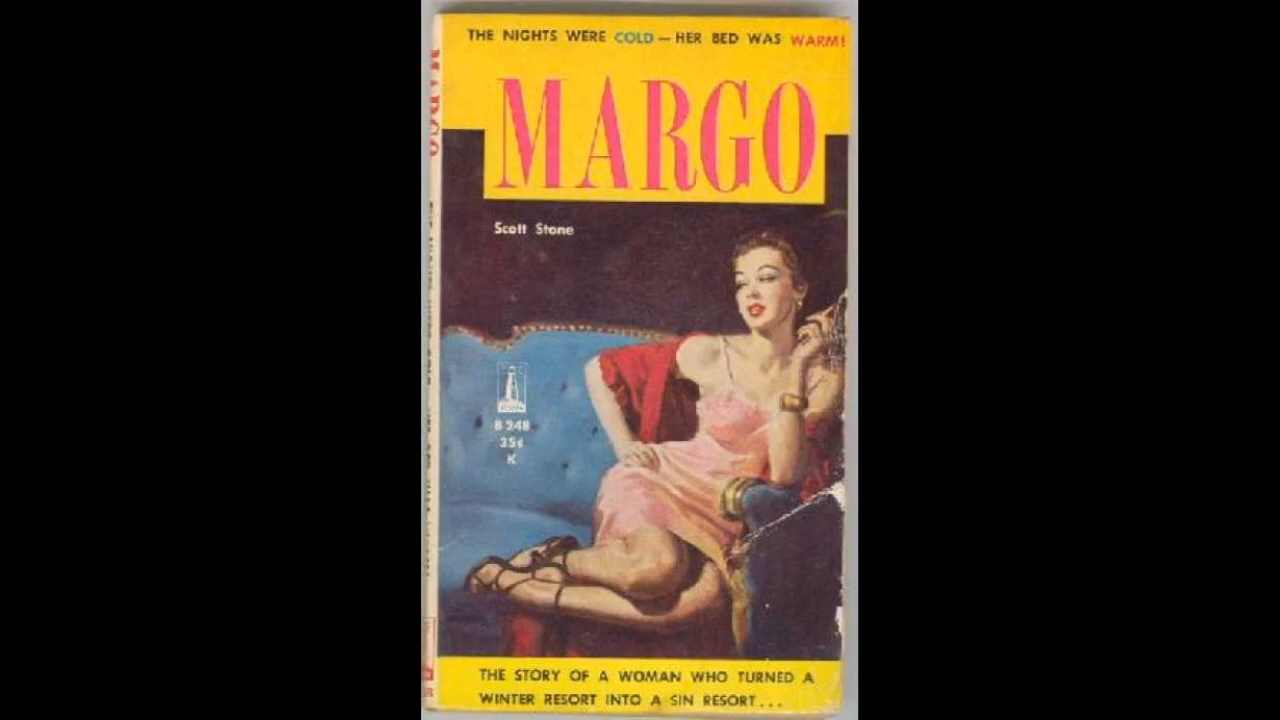 THE NIGHTS WERE COLD — HER BED WAS WARM!
MARGO
Scott Stone
B 248
35¢
K
THE STORY OF A WOMAN WHO TURNED A
WINTER RESORT INTO A SIN RESORT...
MARGO